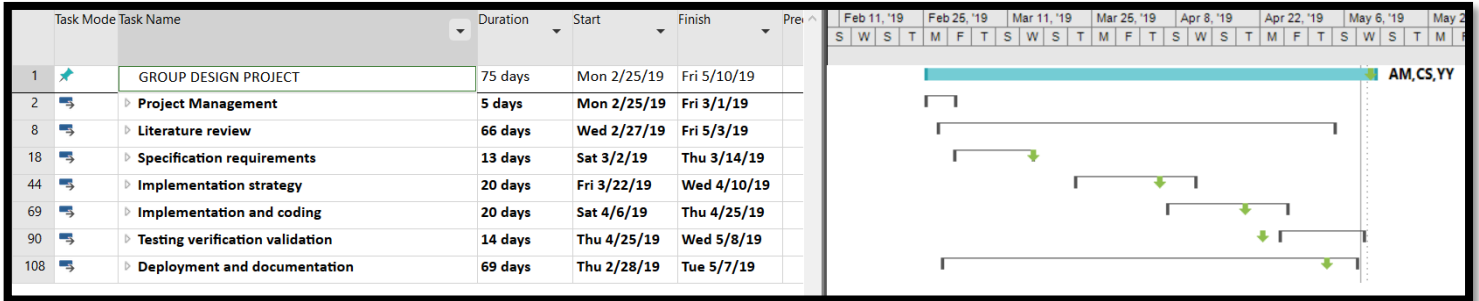 Task Mode Task Name Duration Start Finish Pre Feb 11, '19 Feb 25, '19 Mar 11, '19 Mar 25, '19 Apr 8, '19 Apr 22, '19 May 6, '19 May 2
S W S T M F T S W S T M F T S W S T M F T S W S T M
1 GROUP DESIGN PROJECT 75 days Mon 2/25/19 Fri 5/10/19 AM,CS,YY
2 Project Management 5 days Mon 2/25/19 Fri 3/1/19
8 Literature review 66 days Wed 2/27/19 Fri 5/3/19
18 Specification requirements 13 days Sat 3/2/19 Thu 3/14/19
44 Implementation strategy 20 days Fri 3/22/19 Wed 4/10/19
69 Implementation and coding 20 days Sat 4/6/19 Thu 4/25/19
90 Testing verification validation 14 days Thu 4/25/19 Wed 5/8/19
108 Deployment and documentation 69 days Thu 2/28/19 Tue 5/7/19